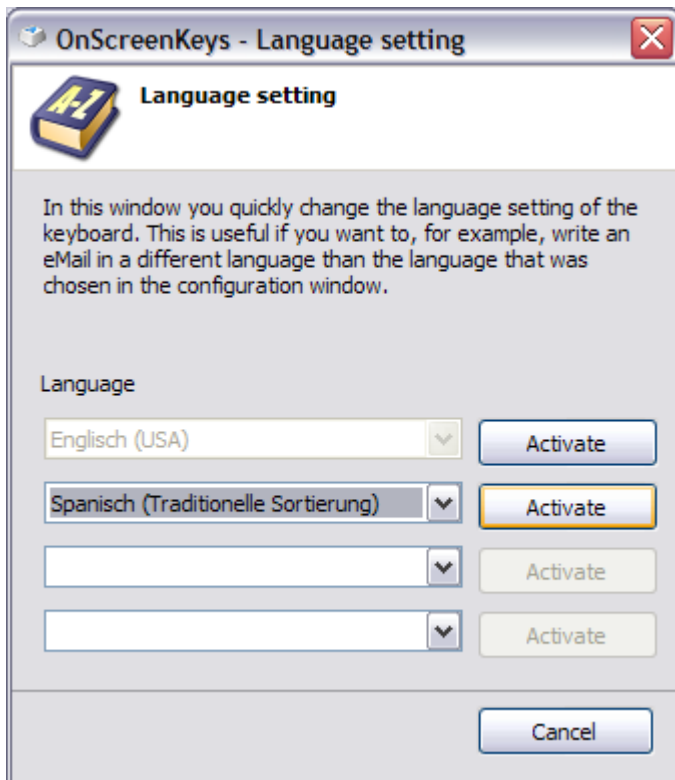 OnScreenKeys - Language setting
A-Z
Language setting
In this window you quickly change the language setting of the
keyboard. This is useful if you want to, for example, write an
eMail in a different language than the language that was
chosen in the configuration window.
Language
Englisch (USA) Activate
Spanisch (Traditionelle Sortierung) Activate
Activate
Activate
Cancel